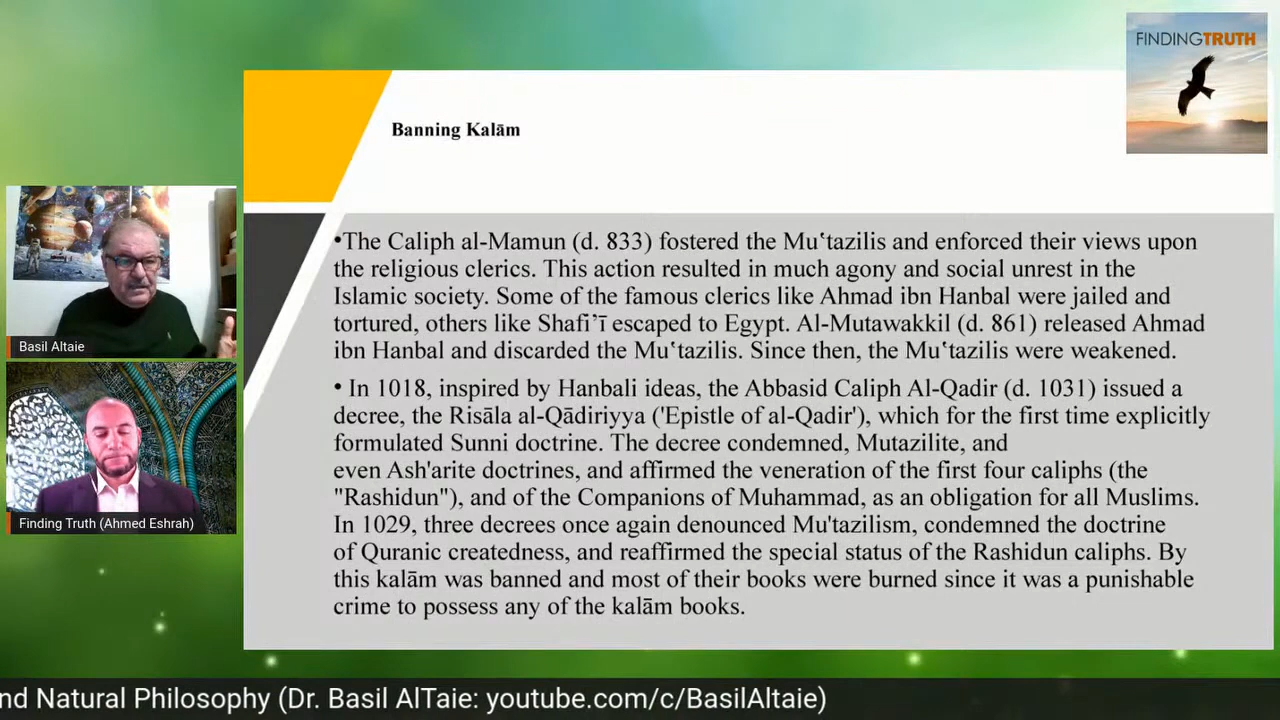 FINDINGTRUTH
Banning Kalām
•The Caliph al-Mamun (d. 833) fostered the Muʽtazilis and enforced their views upon
the religious clerics. This action resulted in much agony and social unrest in the
Islamic society. Some of the famous clerics like Ahmad ibn Hanbal were jailed and
tortured, others like Shafi’ī escaped to Egypt. Al-Mutawakkil (d. 861) released Ahmad
ibn Hanbal and discarded the Muʽtazilis. Since then, the Muʽtazilis were weakened.
• In 1018, inspired by Hanbali ideas, the Abbasid Caliph Al-Qadir (d. 1031) issued a
decree, the Risāla al-Qādiriyya ('Epistle of al-Qadir'), which for the first time explicitly
formulated Sunni doctrine. The decree condemned, Mutazilite, and
even Ash'arite doctrines, and affirmed the veneration of the first four caliphs (the
"Rashidun"), and of the Companions of Muhammad, as an obligation for all Muslims.
In 1029, three decrees once again denounced Mu'tazilism, condemned the doctrine
of Quranic createdness, and reaffirmed the special status of the Rashidun caliphs. By
this kalām was banned and most of their books were burned since it was a punishable
crime to possess any of the kalām books.
Basil Altaie
Finding Truth (Ahmed Eshrah)
nd Natural Philosophy (Dr. Basil AlTaie: youtube.com/c/BasilAltaie)